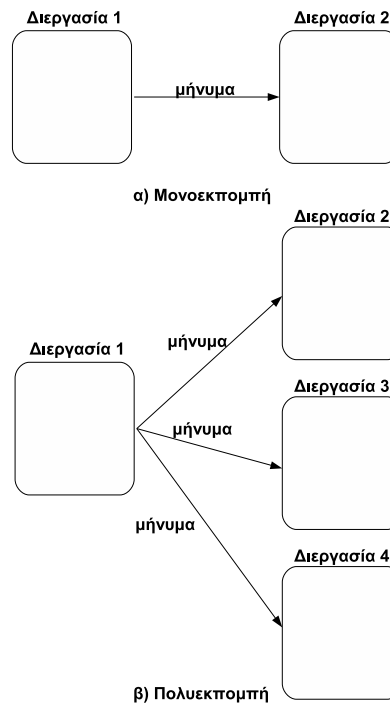 Διεργασία 1
Διεργασία 2
μήνυμα
α) Μονοεκπομπή
Διεργασία 2
Διεργασία 1
μήνυμα
Διεργασία 3
μήνυμα
μήνυμα
Διεργασία 4
β) Πολυεκπομπή